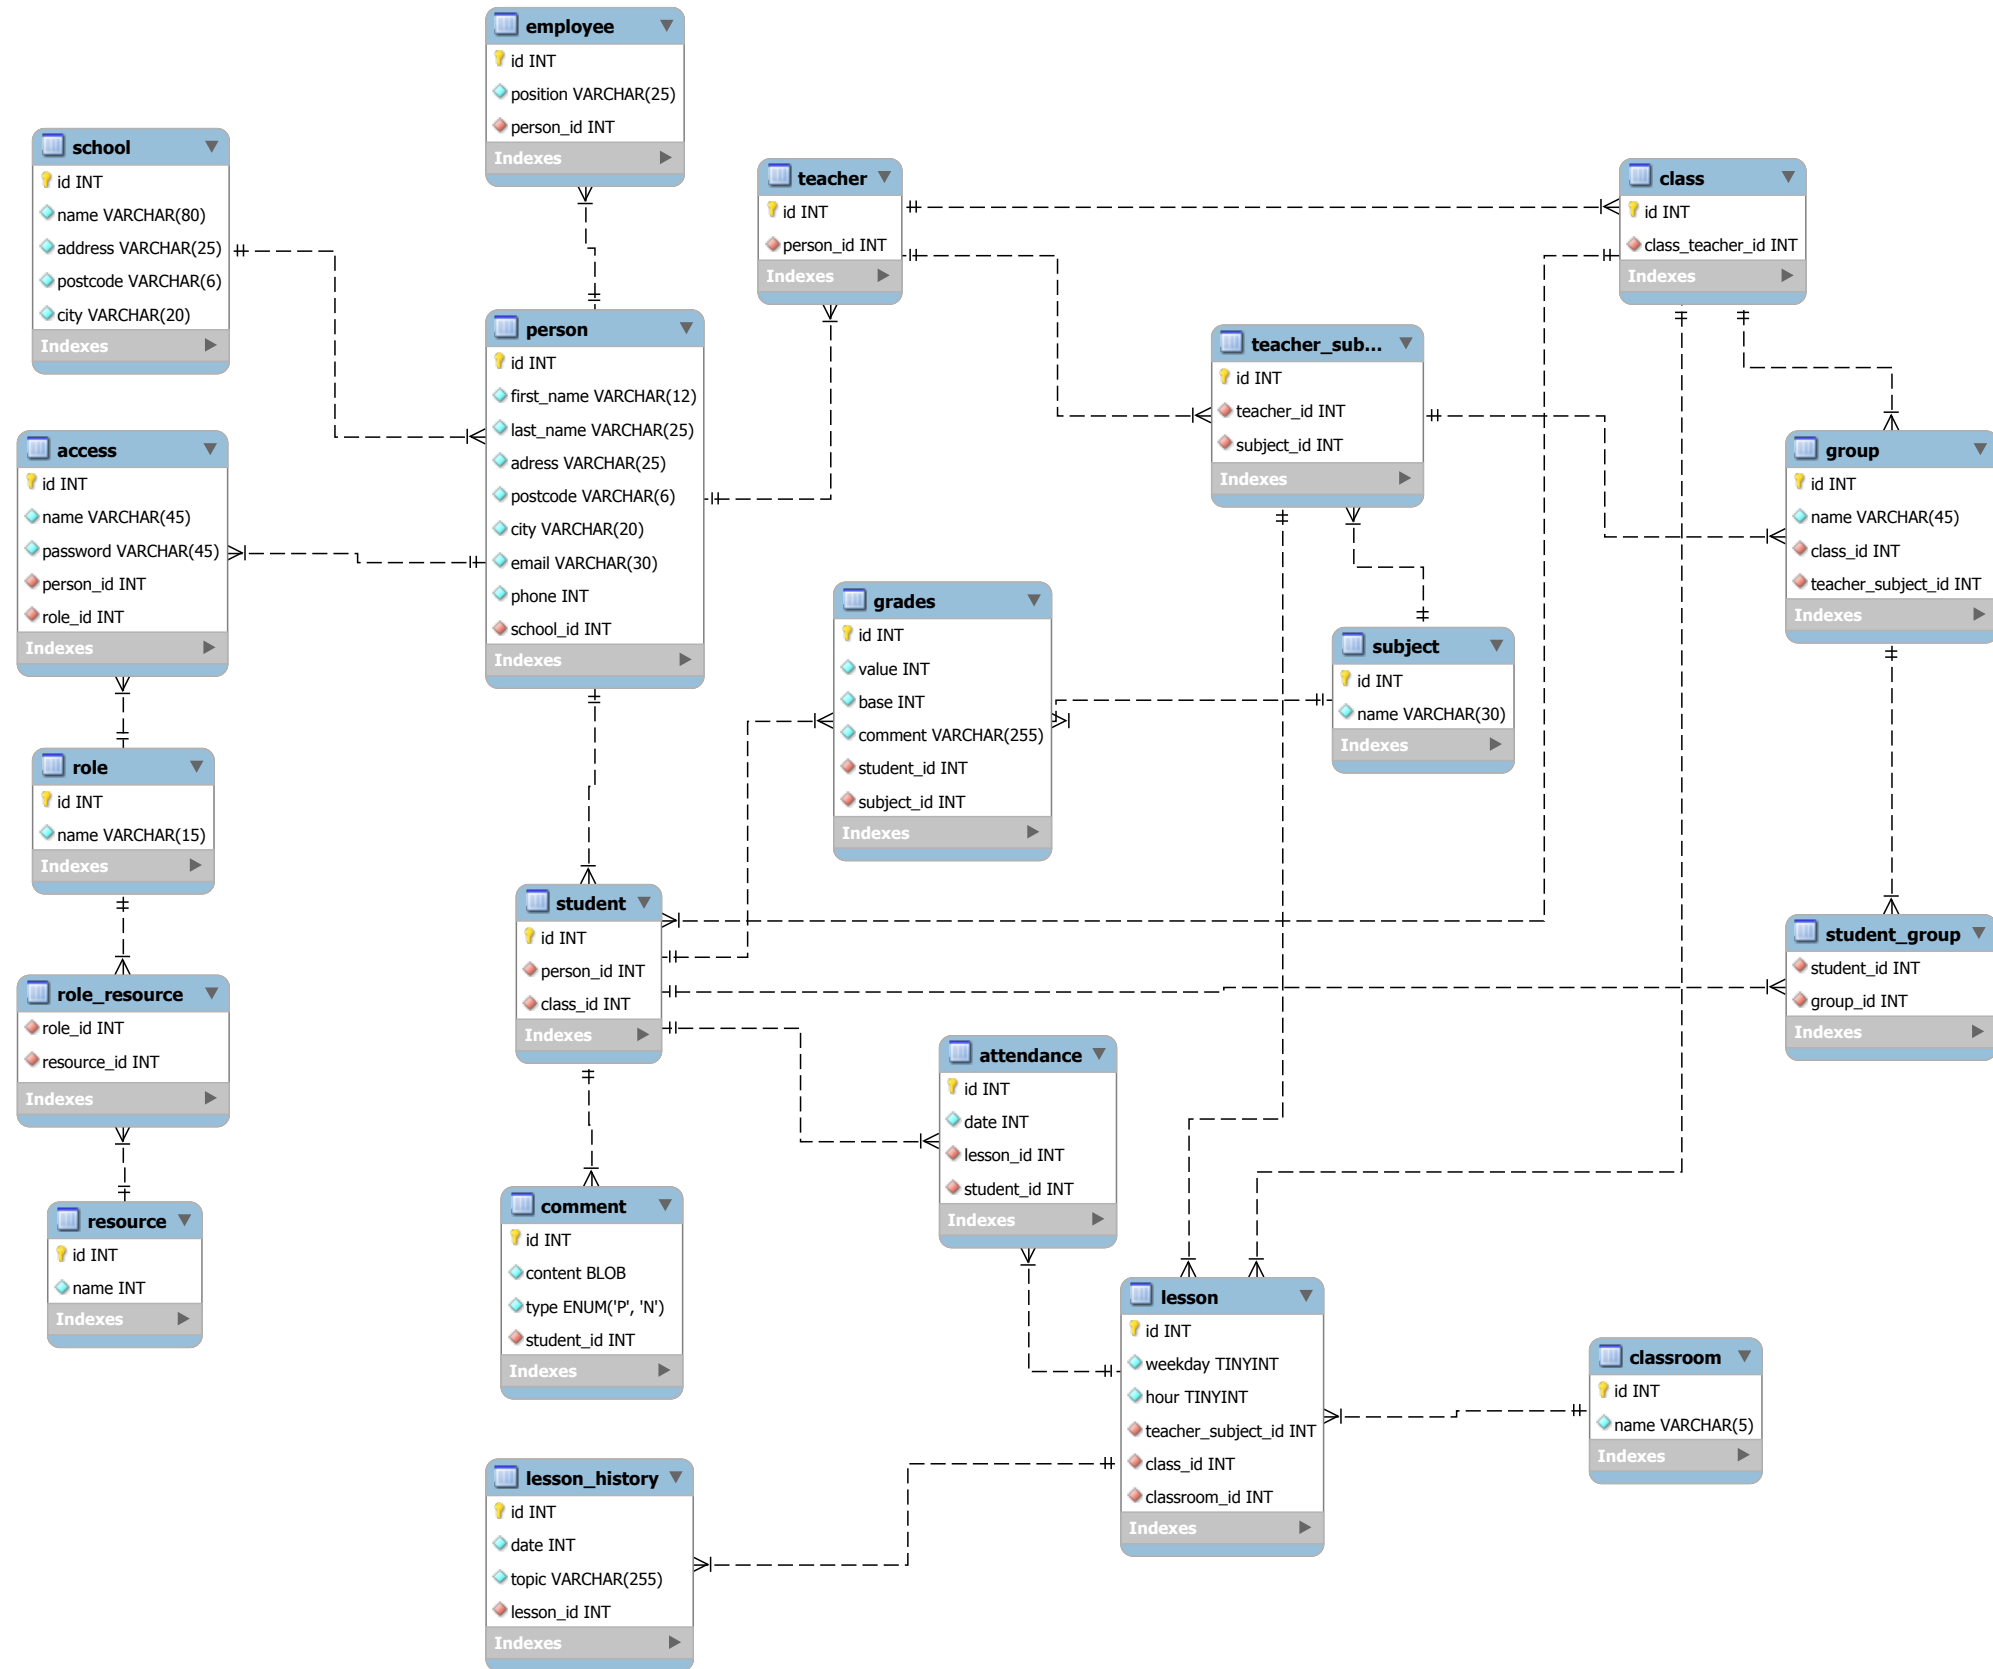 employee
id INT
position VARCHAR(25)
person_id INT
Indexes
school
id INT
name VARCHAR(80)
address VARCHAR(25)
postcode VARCHAR(6)
city VARCHAR(20)
Indexes
teacher
id INT
person_id INT
Indexes
class
id INT
class_teacher_id INT
Indexes
person
id INT
first_name VARCHAR(12)
last_name VARCHAR(25)
adress VARCHAR(25)
postcode VARCHAR(6)
city VARCHAR(20)
email VARCHAR(30)
phone INT
school_id INT
Indexes
teacher_sub...
id INT
teacher_id INT
subject_id INT
Indexes
access
id INT
name VARCHAR(45)
password VARCHAR(45)
person_id INT
role_id INT
Indexes
group
id INT
name VARCHAR(45)
class_id INT
teacher_subject_id INT
Indexes
grades
id INT
value INT
base INT
comment VARCHAR(255)
student_id INT
subject_id INT
Indexes
subject
id INT
name VARCHAR(30)
Indexes
role
id INT
name VARCHAR(15)
Indexes
student
id INT
person_id INT
class_id INT
Indexes
student_group
student_id INT
group_id INT
Indexes
role_resource
role_id INT
resource_id INT
Indexes
attendance
id INT
date INT
lesson_id INT
student_id INT
Indexes
comment
id INT
content BLOB
type ENUM('P', 'N')
student_id INT
Indexes
resource
id INT
name INT
Indexes
lesson
id INT
weekday TINYINT
hour TINYINT
teacher_subject_id INT
class_id INT
classroom_id INT
Indexes
classroom
id INT
name VARCHAR(5)
Indexes
lesson_history
id INT
date INT
topic VARCHAR(255)
lesson_id INT
Indexes